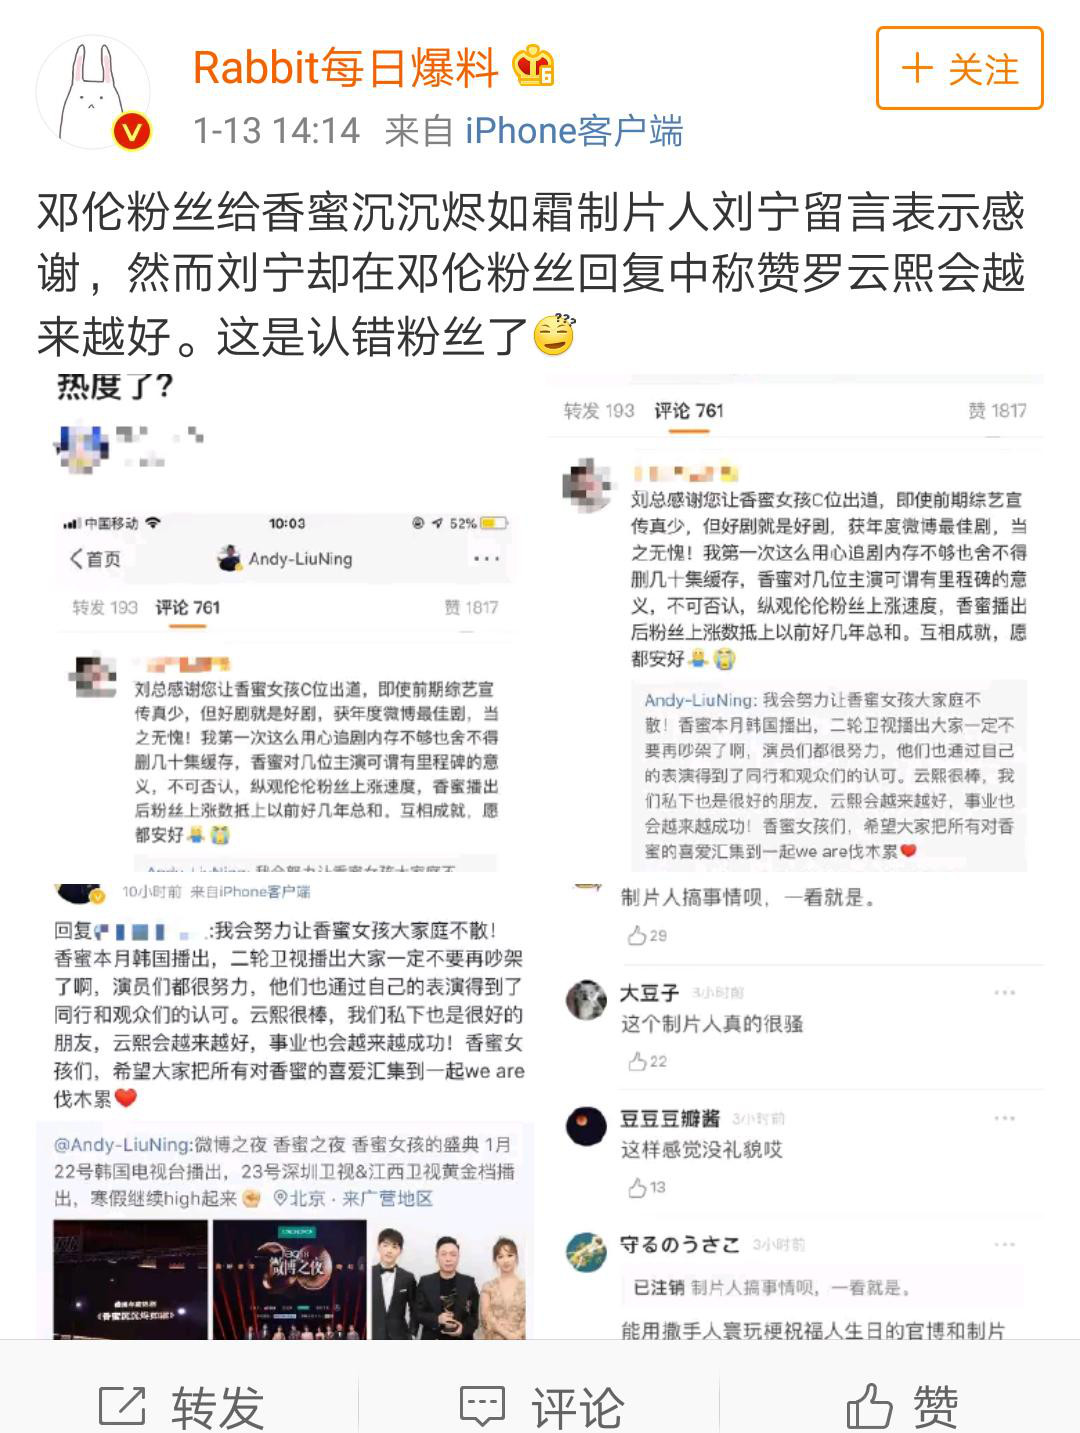 Rabbit每日爆料
+ 关注
1-13 14:14 来自 iPhone客户端
邓伦粉丝给香蜜沉沉烬如霜制片人刘宁留言表示感
谢，然而刘宁却在邓伦粉丝回复中称赞罗云熙会越
来越好。这是认错粉丝了
热度了？
中国移动
10:03
52%
首页
Andy-LiuNing
转发 193 评论 761
赞 1817
刘总感谢您让香蜜女孩C位出道，即使前期综艺宣
传真少，但好剧就是好剧，获年度微博最佳剧，当
之无愧！我第一次这么用心追剧内存不够也舍不得
删几十集缓存，香蜜对几位主演可谓有里程碑的意
义，不可否认，纵观伦伦粉丝上涨速度，香蜜播出
后粉丝上涨数抵上以前好几年总和。互相成就，愿
都安好
Andy-LiuNing: 我会努力让香蜜女孩大家庭不
转发 193 评论 761
赞 1817
刘总感谢您让香蜜女孩C位出道，即使前期综艺宣
传真少，但好剧就是好剧，获年度微博最佳剧，当
之无愧！我第一次这么用心追剧内存不够也舍不得
删几十集缓存，香蜜对几位主演可谓有里程碑的意
义，不可否认，纵观伦伦粉丝上涨速度，香蜜播出
后粉丝上涨数抵上以前好几年总和。互相成就，愿
都安好
Andy-LiuNing: 我会努力让香蜜女孩大家庭不
散！香蜜本月韩国播出，二轮卫视播出大家一定不
要再吵架了啊，演员们都很努力，他们也通过自己
的表演得到了同行和观众们的认可。云熙很棒，我
们私下也是很好的朋友，云熙会越来越好，事业也
会越来越成功！香蜜女孩们，希望大家把所有对香
蜜的喜爱汇集到一起we are伐木累
10小时前 来自iPhone客户端
回复 :我会努力让香蜜女孩大家庭不散！
香蜜本月韩国播出，二轮卫视播出大家一定不要再吵架
了啊，演员们都很努力，他们也通过自己的表演得到了
同行和观众们的认可。云熙很棒，我们私下也是很好的
朋友，云熙会越来越好，事业也会越来越成功！香蜜女
孩们，希望大家把所有对香蜜的喜爱汇集到一起we are
伐木累
@Andy-LiuNing:微博之夜 香蜜之夜 香蜜女孩的盛典 1月
22号韩国电视台播出，23号深圳卫视&江西卫视黄金档播
出，寒假继续high起来 北京 · 来广营地区
《香蜜沉沉烬如霜》
微博之夜
制片人搞事情呗，一看就是。
29
大豆子 3小时前
这个制片人真的很骚
22
豆豆豆瓣酱 3小时前
这样感觉没礼貌哎
13
守るのうさこ 3小时前
已注销 制片人搞事情呗，一看就是。
能用撒手人寰玩梗祝福人生日的官博和制片
转发
评论
赞